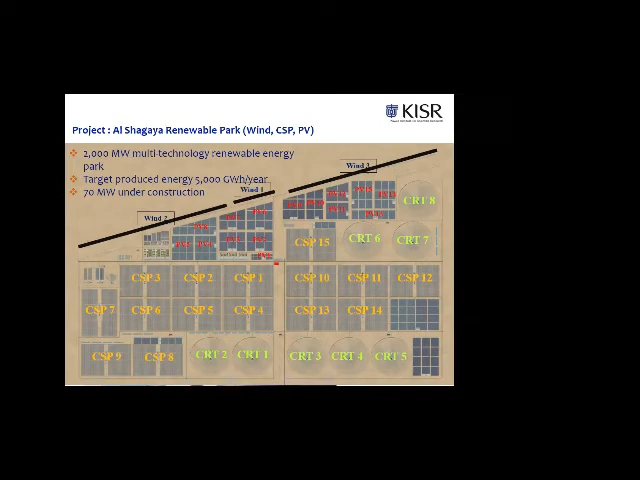 KISR
Project : Al Shagaya Renewable Park (Wind, CSP, PV)
2,000 MW multi-technology renewable energy
park
Target produced energy 5,000 GWh/year
70 MW under construction
Wind 3
Wind 1
Wind 2
CRT 8
CSP 15
CRT 6
CRT 7
CSP 3
CSP 2
CSP 1
CSP 10
CSP 11
CSP 12
CSP 7
CSP 6
CSP 5
CSP 4
CSP 13
CSP 14
CSP 9
CSP 8
CRT 2
CRT 1
CRT 3
CRT 4
CRT 5